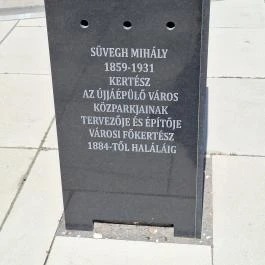 SÜVEGH MIHÁLY
1859-1931
KERTÉSZ
AZ ÚJJÁÉPÜLŐ VÁROS
KÖZPARKJAINAK
TERVEZŐJE ÉS ÉPÍTŐJE
VÁROSI FŐKERTÉSZ
1884-TŐL HALÁLÁIG